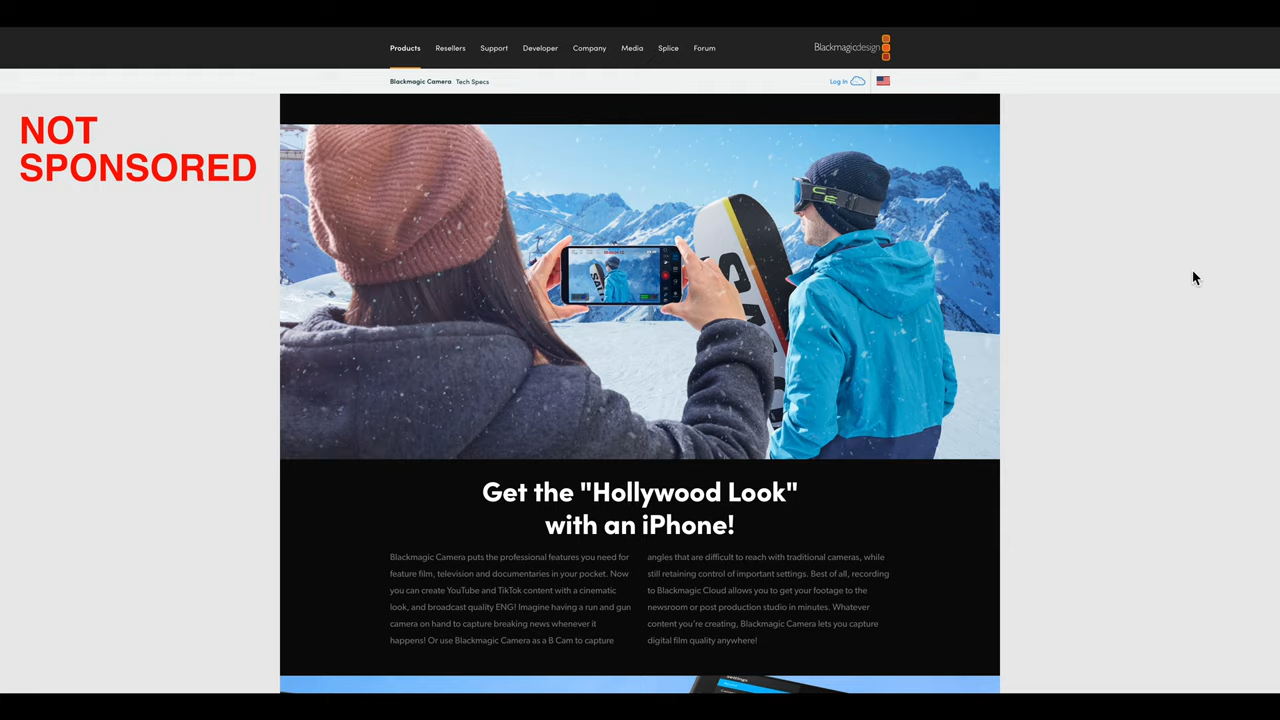 Products Resellers Support Developer Company Media Splice Forum
Blackmagicdesign
Blackmagic Camera Tech Specs
Log In
NOT
SPONSORED
Get the "Hollywood Look"
with an iPhone!
Blackmagic Camera puts the professional features you need for
feature film, television and documentaries in your pocket. Now
you can create YouTube and TikTok content with a cinematic
look, and broadcast quality ENG! Imagine having a run and gun
camera on hand to capture breaking news whenever it
happens! Or use Blackmagic Camera as a B Cam to capture
angles that are difficult to reach with traditional cameras, while
still retaining control of important settings. Best of all, recording
to Blackmagic Cloud allows you to get your footage to the
newsroom or post production studio in minutes. Whatever
content you're creating, Blackmagic Camera lets you capture
digital film quality anywhere!